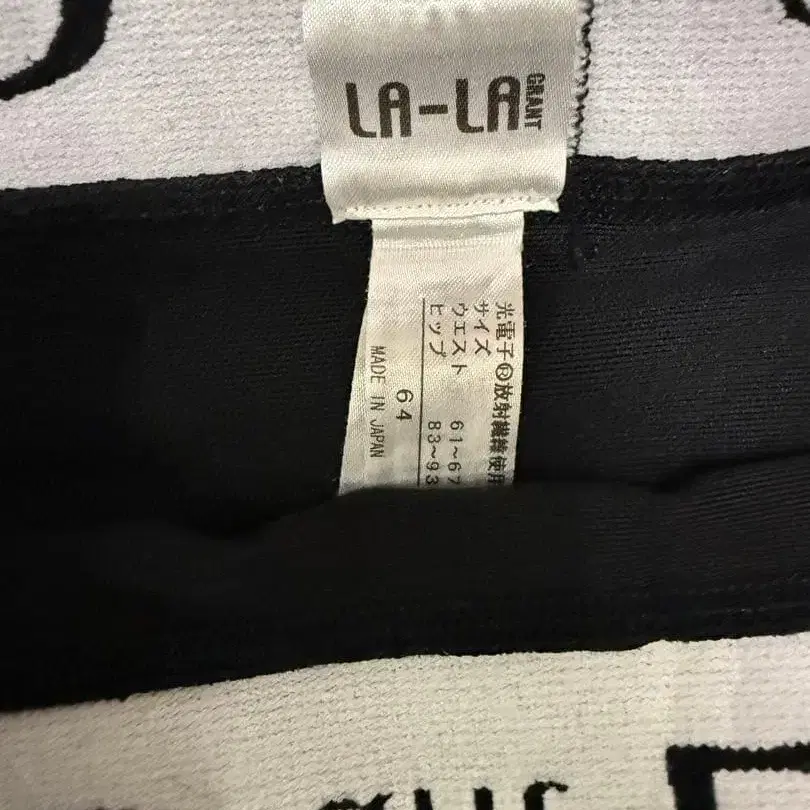 LA-LA
GRANT
光電子®放射繊維使用
サイズ
ウエスト 61~67
ヒップ 83~93
64
MADE IN JAPAN